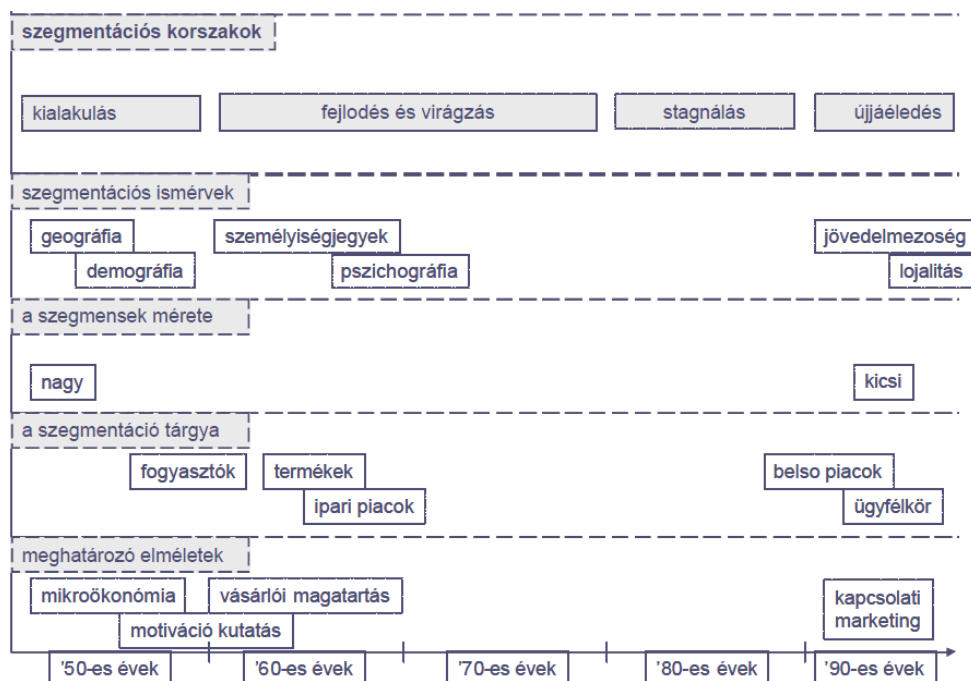 szegmentációs korszakok
kialakulás
fejlodés és virágzás
stagnálás
újjáéledés
szegmentációs ismérvek
geográfia
személyiségjegyek
jövedelmezoség
demográfia
pszichográfia
lojalitás
a szegmensek mérete
nagy
kicsi
a szegmentáció tárgya
fogyasztók
termékek
belso piacok
ipari piacok
ügyfélkör
meghatározó elméletek
mikroökonómia
vásárlói magatartás
kapcsolati
marketing
motiváció kutatás
'50-es évek
'60-es évek
'70-es évek
'80-es évek
'90-es évek